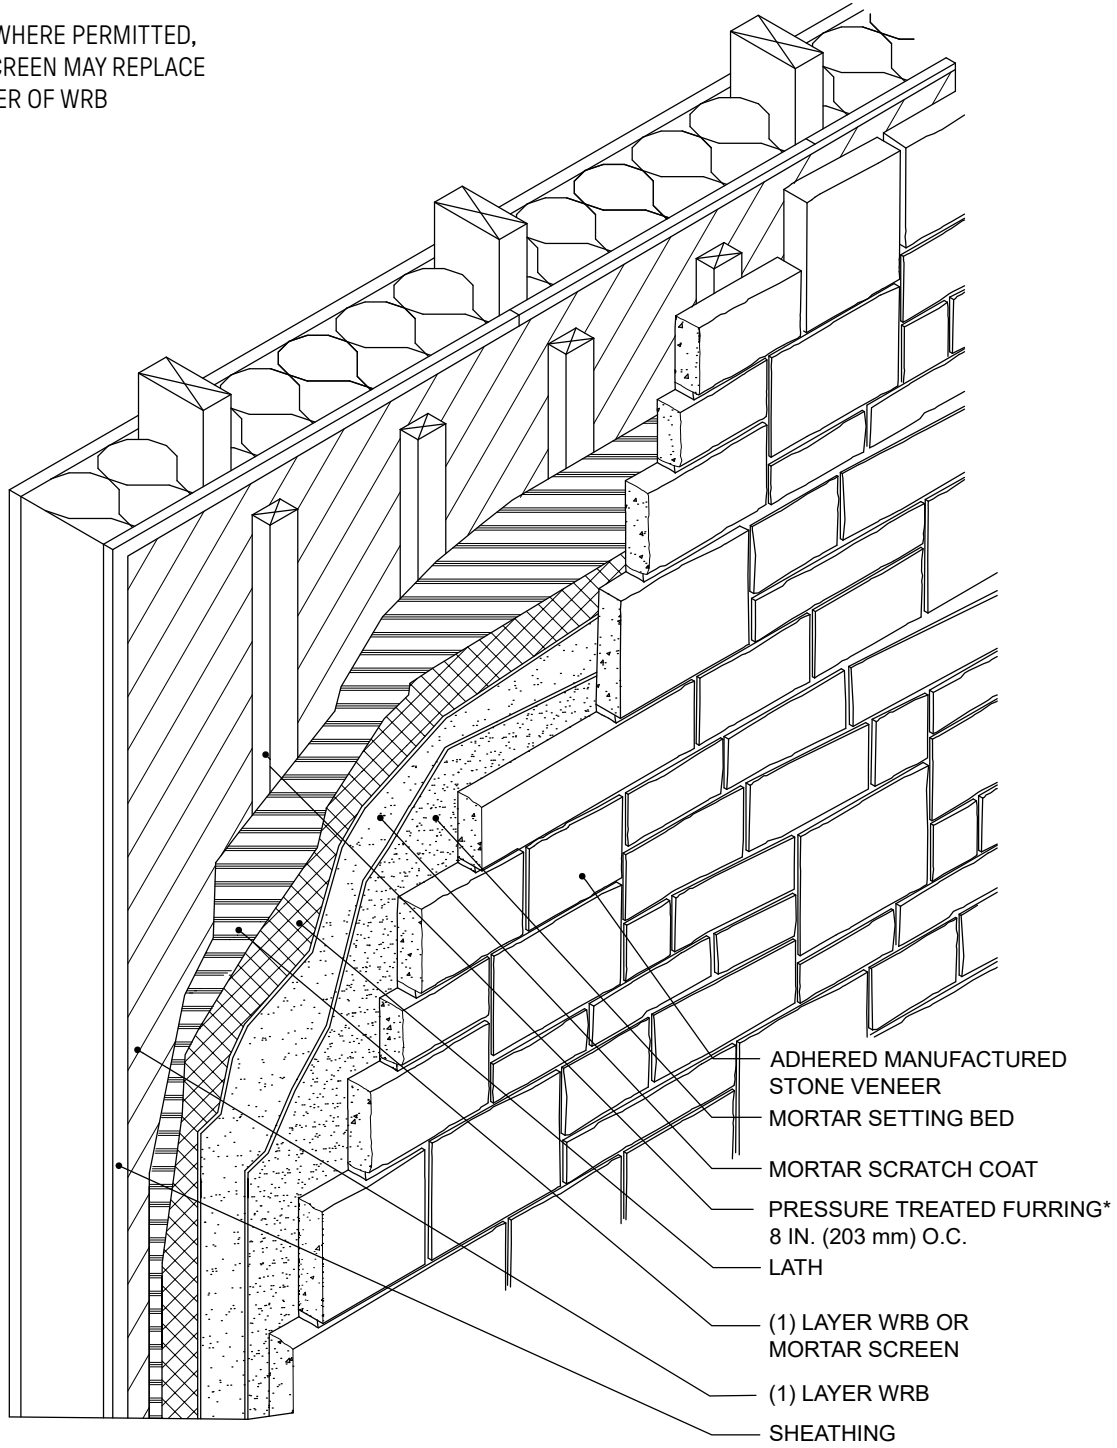 WHERE PERMITTED,
CREEN MAY REPLACE
ER OF WRB
ADHERED MANUFACTURED
STONE VENEER
MORTAR SETTING BED
MORTAR SCRATCH COAT
PRESSURE TREATED FURRING*
8 IN. (203 mm) O.C.
LATH
(1) LAYER WRB OR
MORTAR SCREEN
(1) LAYER WRB
SHEATHING